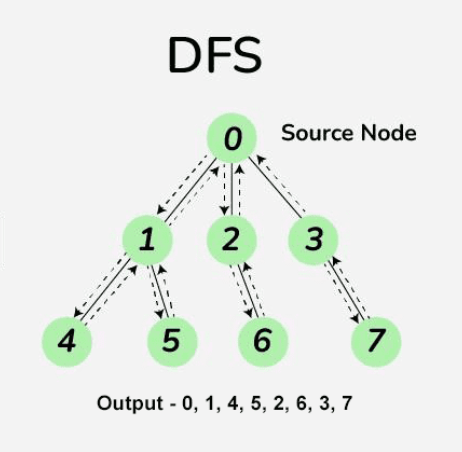 DFS
0 Source Node
1 2 3
4 5 6 7
Output - 0, 1, 4, 5, 2, 6, 3, 7